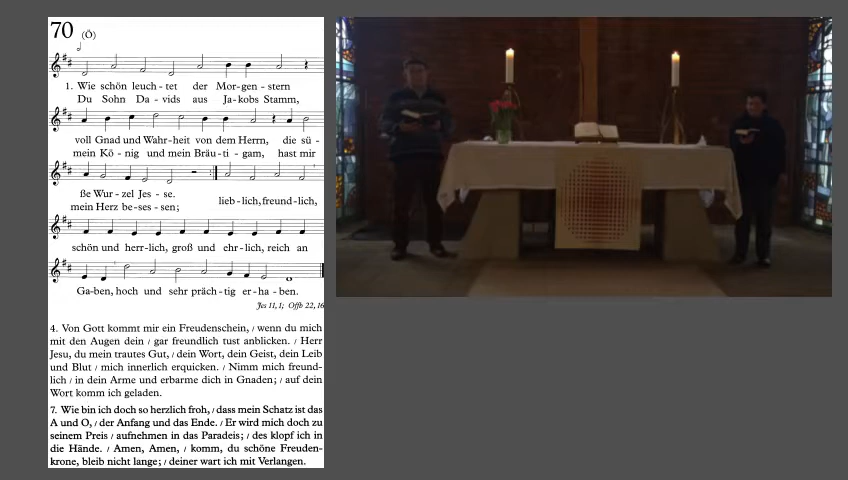 70 (Ö)
1. Wie schön leuch - tet der Mor - gen - stern
Du Sohn Da - vids aus Ja - kobs Stamm,
voll Gnad und Wahr - heit von dem Herrn, die sü -
mein Kö - nig und mein Bräu - ti - gam, hast mir
ße Wur - zel Jes - se.
mein Herz be - ses - sen;
lieb - lich, freund - lich,
schön und herr - lich, groß und ehr - lich, reich an
Ga - ben, hoch und sehr präch - tig er - ha - ben.
Jes 11,1; Offb 22,16
4. Von Gott kommt mir ein Freudenschein, / wenn du mich
mit den Augen dein / gar freundlich tust anblicken. / Herr
Jesu, du mein trautes Gut, / dein Wort, dein Geist, dein Leib
und Blut / mich innerlich erquicken. / Nimm mich freund-
lich / in dein Arme und erbarme dich in Gnaden; / auf dein
Wort komm ich geladen.
7. Wie bin ich doch so herzlich froh, / dass mein Schatz ist das
A und O, / der Anfang und das Ende. / Er wird mich doch zu
seinem Preis / aufnehmen in das Paradeis; / des klopf ich in
die Hände. / Amen, Amen, / komm, du schöne Freuden-
krone, bleib nicht lange; / deiner wart ich mit Verlangen.